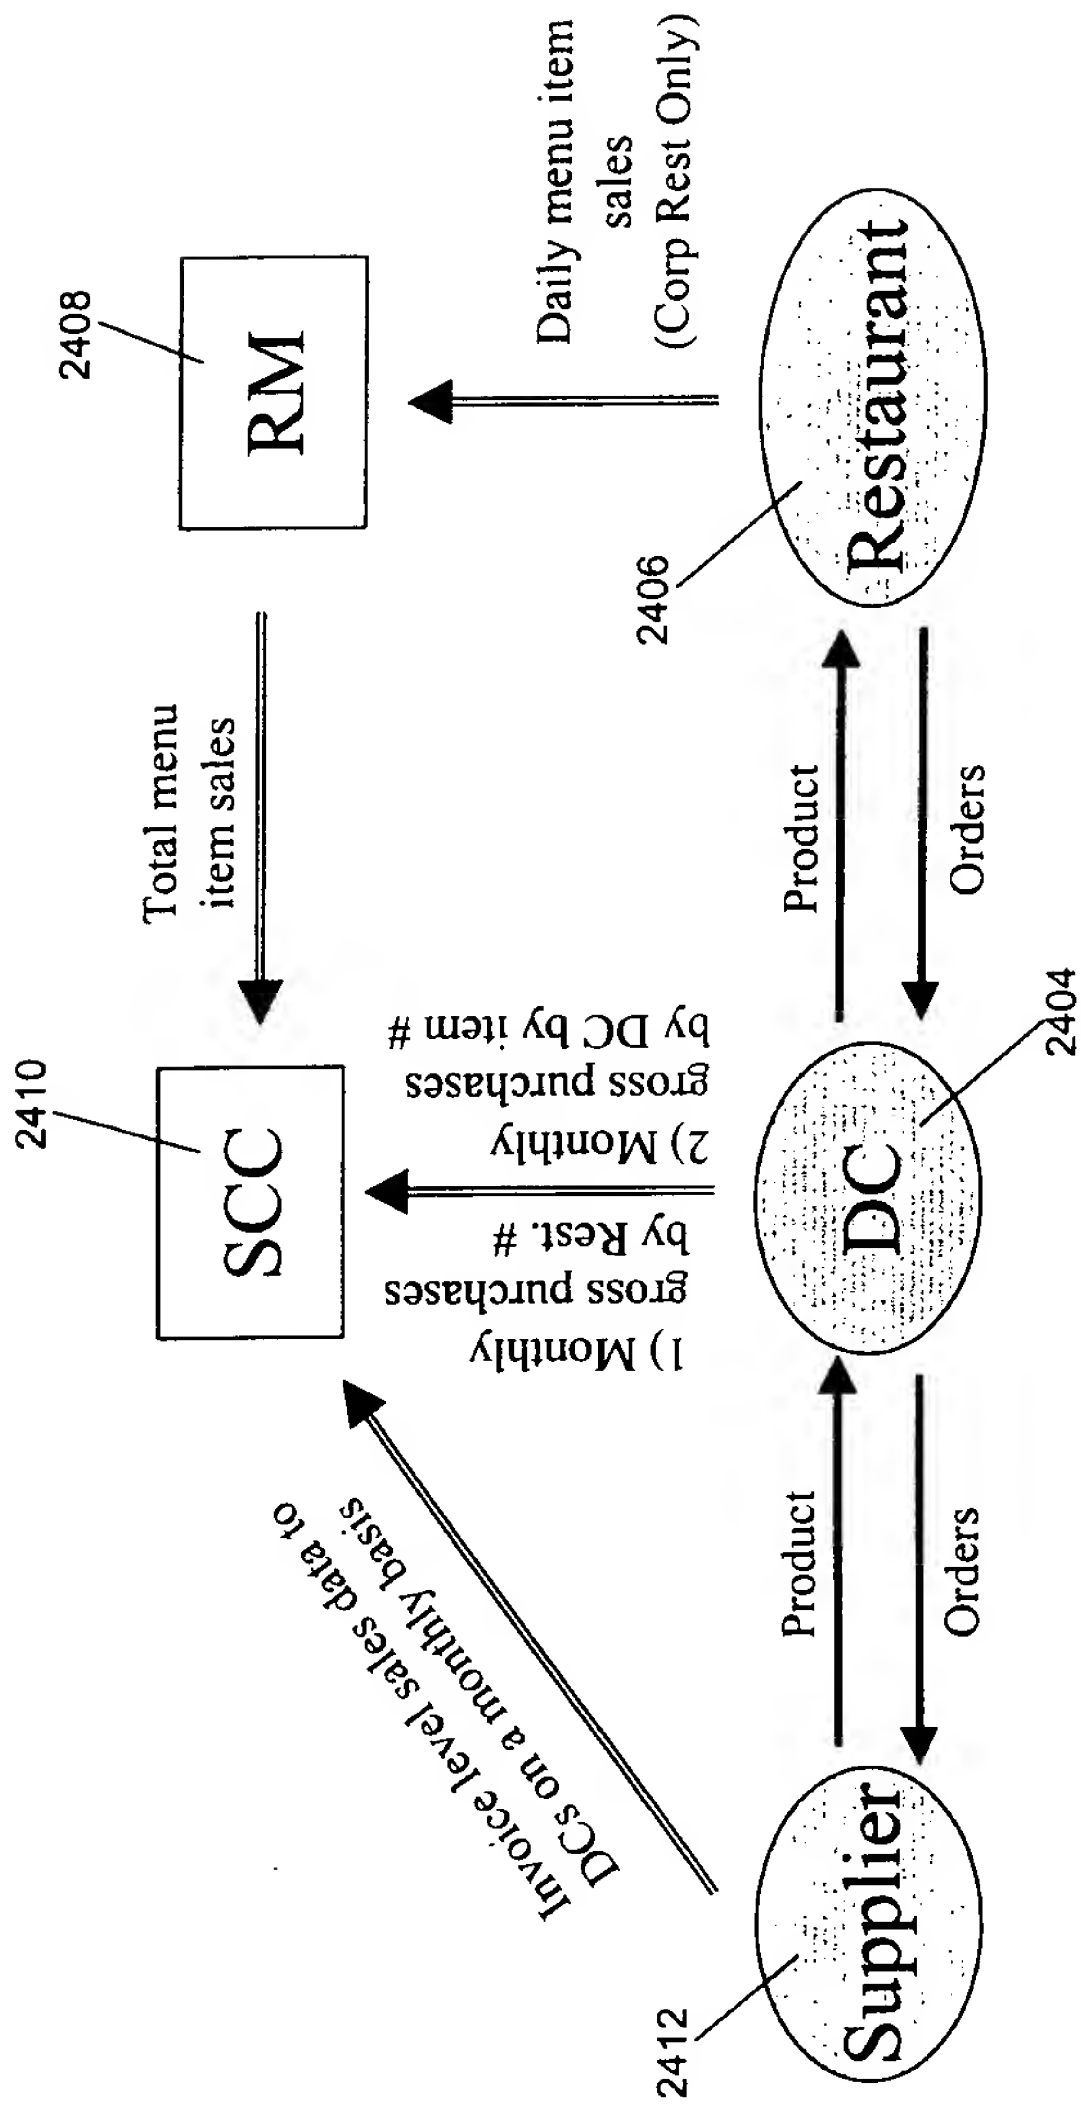 2410
2408
SCC
Total menu
item sales
RM
Invoice level sales data to
DCs on a monthly basis
1) Monthly
gross purchases
by Rest. #
2) Monthly
gross purchases
by DC by item #
Daily menu item
sales
(Corp Rest Only)
2412
2406
Supplier
Product
Orders
DC
Product
Orders
Restaurant
2404